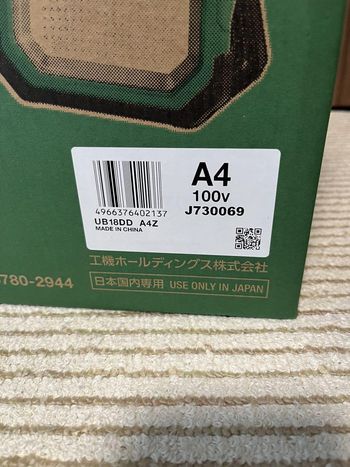 A4
100v
J730069
4966376402137
UB18DD A4Z
MADE IN CHINA
工機ホールディングス株式会社
780-2944
日本国内専用 USE ONLY IN JAPAN